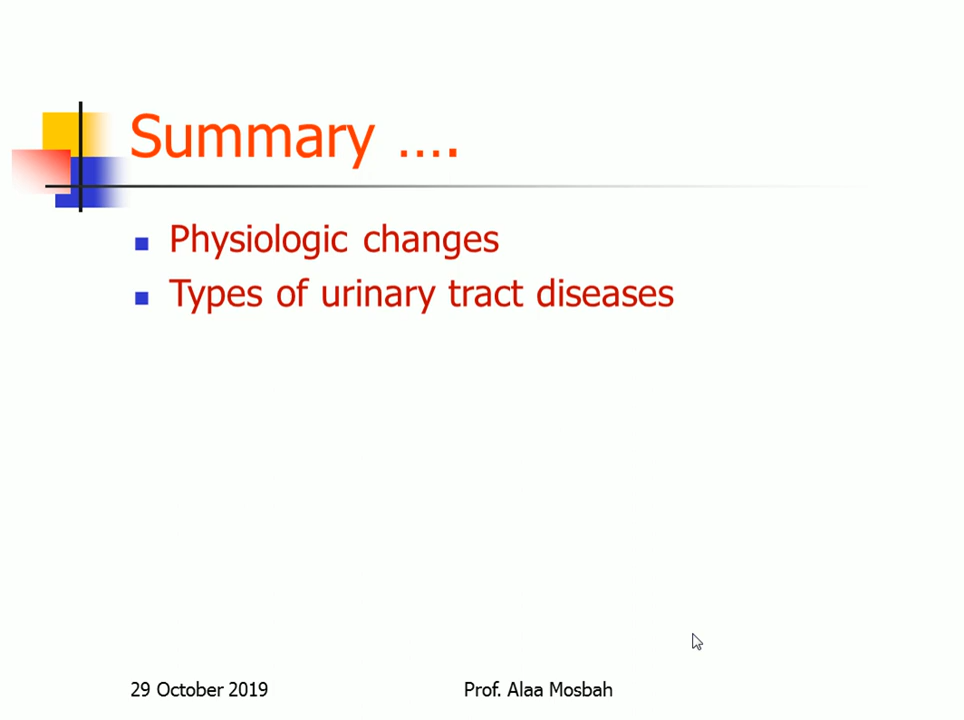 Summary ....
Physiologic changes
Types of urinary tract diseases
29 October 2019
Prof. Alaa Mosbah